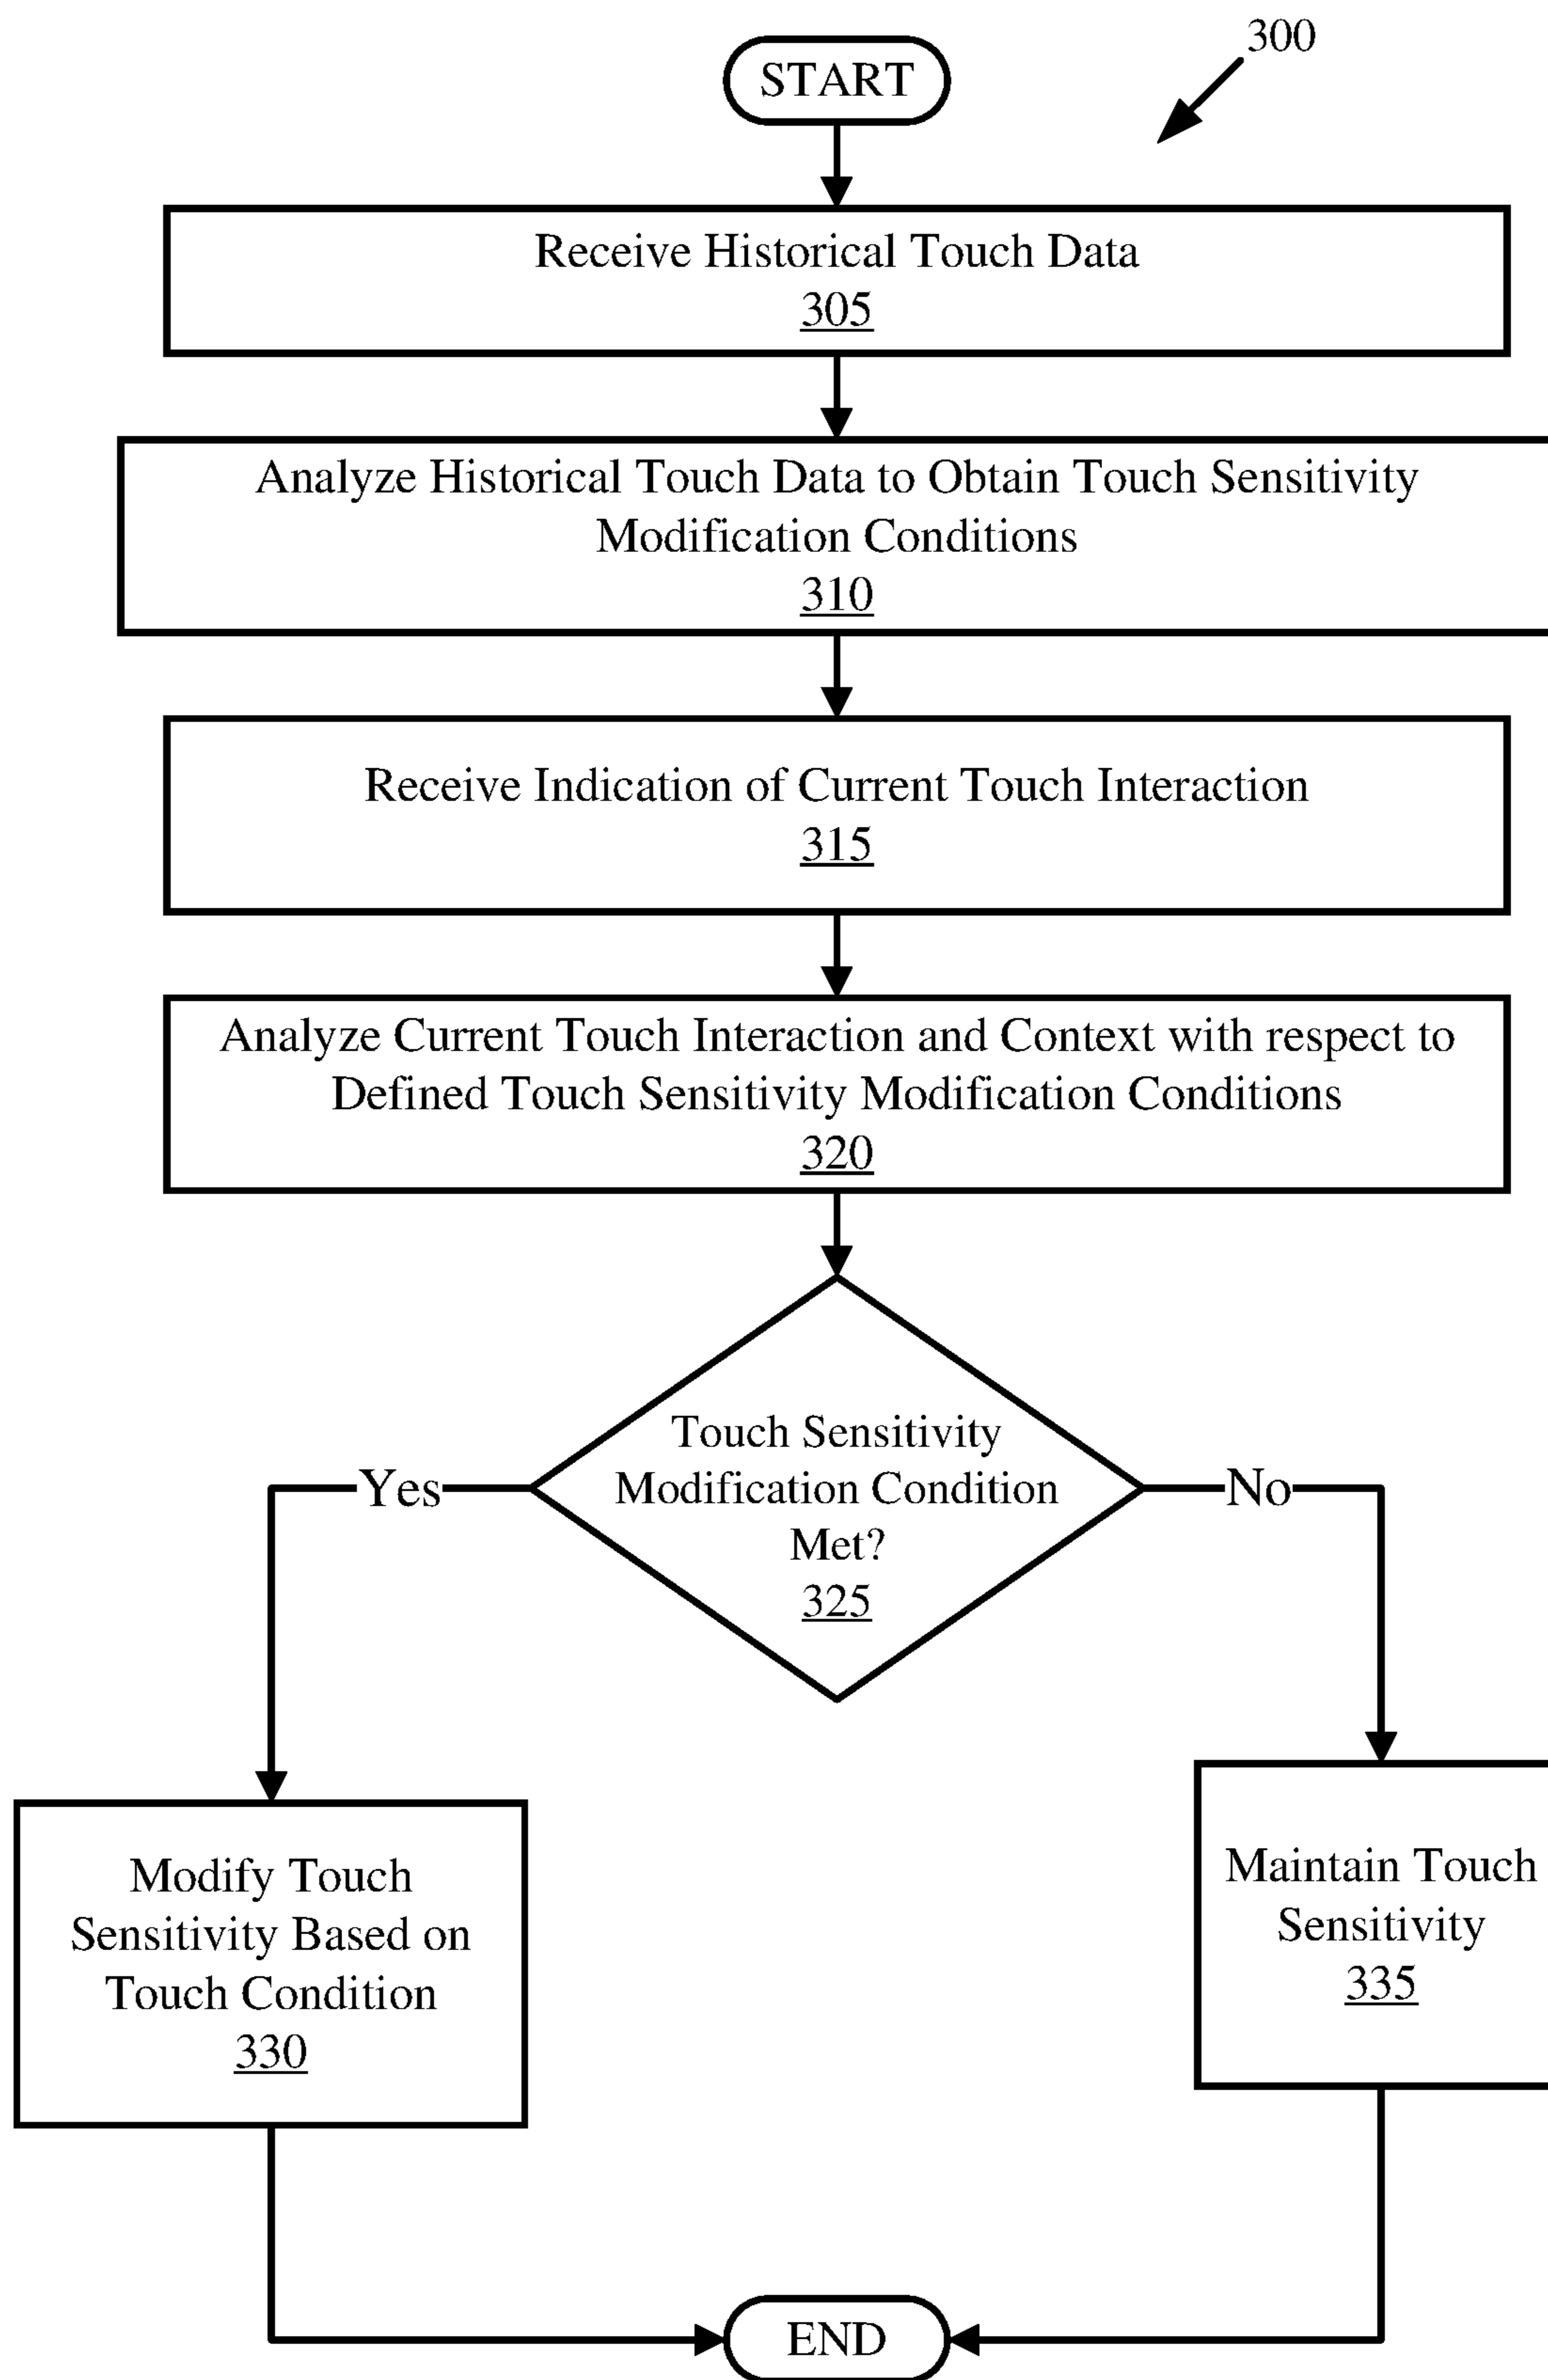 300
START
Receive Historical Touch Data
305
Analyze Historical Touch Data to Obtain Touch Sensitivity
Modification Conditions
310
Receive Indication of Current Touch Interaction
315
Analyze Current Touch Interaction and Context with respect to
Defined Touch Sensitivity Modification Conditions
320
Touch Sensitivity
Modification Condition
Met?
325
Yes
No
Modify Touch
Sensitivity Based on
Touch Condition
330
Maintain Touch
Sensitivity
335
END